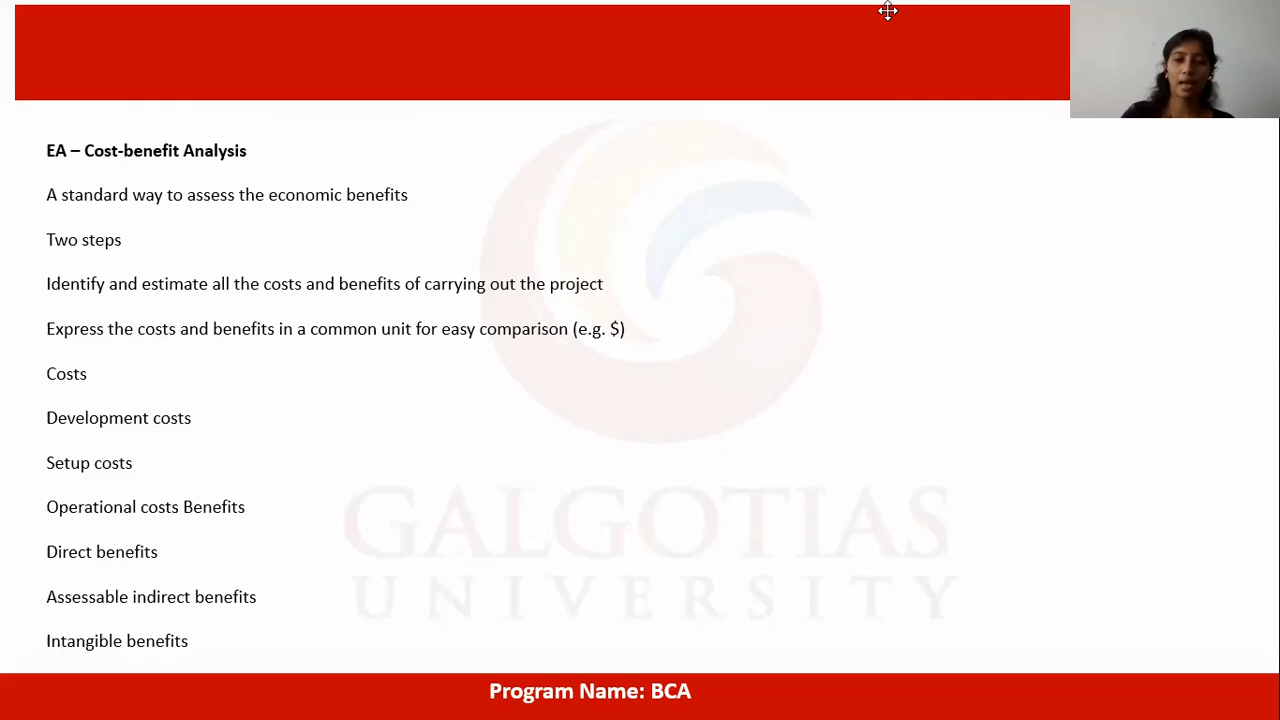 EA – Cost-benefit Analysis
A standard way to assess the economic benefits
Two steps
Identify and estimate all the costs and benefits of carrying out the project
Express the costs and benefits in a common unit for easy comparison (e.g. $)
Costs
Development costs
Setup costs
Operational costs Benefits
Direct benefits
Assessable indirect benefits
Intangible benefits
GALGOTIAS
UNIVERSITY
Program Name: BCA